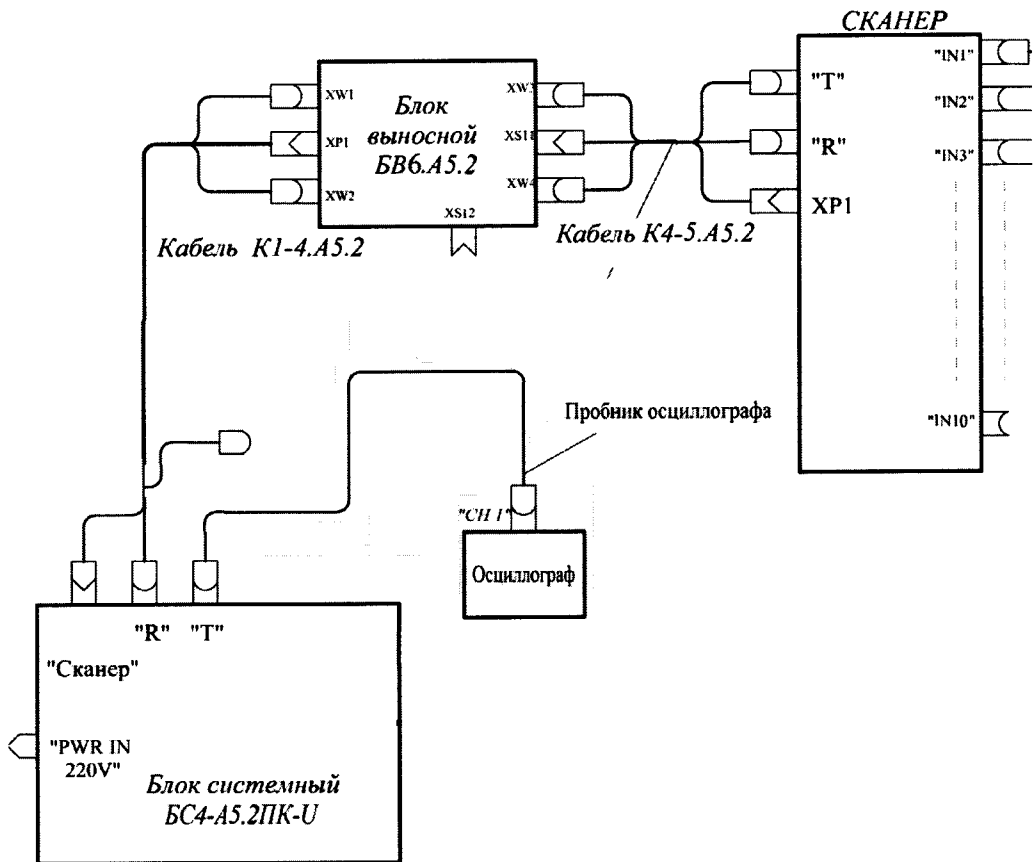 СКАНЕР
"IN1"
"IN2"
"IN3"
"IN10"
"T"
"R"
XP1
XW1
XP1
XW2
Блок
выносной
БВ6.А5.2
XW3
XS11
XW4
XS12
Кабель К1-4.А5.2
Кабель К4-5.А5.2
Пробник осциллографа
"СН 1"
Осциллограф
"R" "T"
"Сканер"
"PWR IN
220V"
Блок системный
БС4-А5.2ПК-U